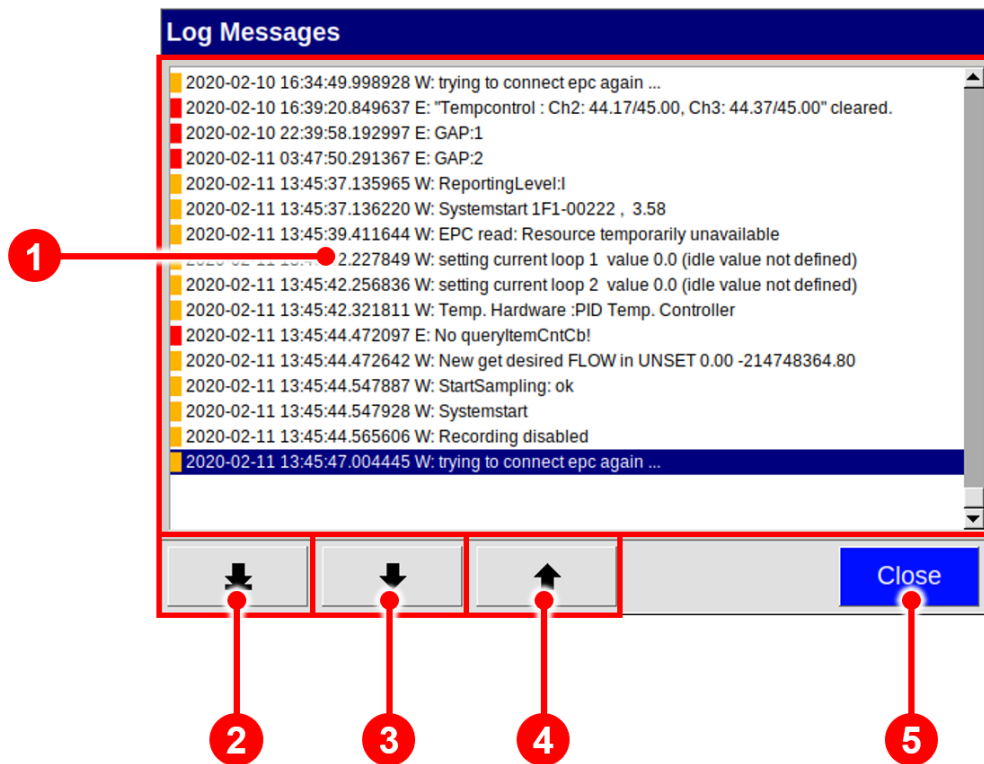 Log Messages
2020-02-10 16:34:49.998928 W: trying to connect epc again ...
2020-02-10 16:39:20.849637 E: "Tempcontrol : Ch2: 44.17/45.00, Ch3: 44.37/45.00" cleared.
2020-02-10 22:39:58.192997 E: GAP:1
2020-02-11 03:47:50.291367 E: GAP:2
2020-02-11 13:45:37.135965 W: ReportingLevel:I
2020-02-11 13:45:37.136220 W: Systemstart 1F1-00222 , 3.58
2020-02-11 13:45:39.411644 W: EPC read: Resource temporarily unavailable
1
2.227849 W: setting current loop 1 value 0.0 (idle value not defined)
2020-02-11 13:45:42.256836 W: setting current loop 2 value 0.0 (idle value not defined)
2020-02-11 13:45:42.321811 W: Temp. Hardware :PID Temp. Controller
2020-02-11 13:45:44.472097 E: No queryItemCntCb!
2020-02-11 13:45:44.472642 W: New get desired FLOW in UNSET 0.00 -214748364.80
2020-02-11 13:45:44.547887 W: StartSampling: ok
2020-02-11 13:45:44.547928 W: Systemstart
2020-02-11 13:45:44.565606 W: Recording disabled
2020-02-11 13:45:47.004445 W: trying to connect epc again ...
Close
2 3 4 5